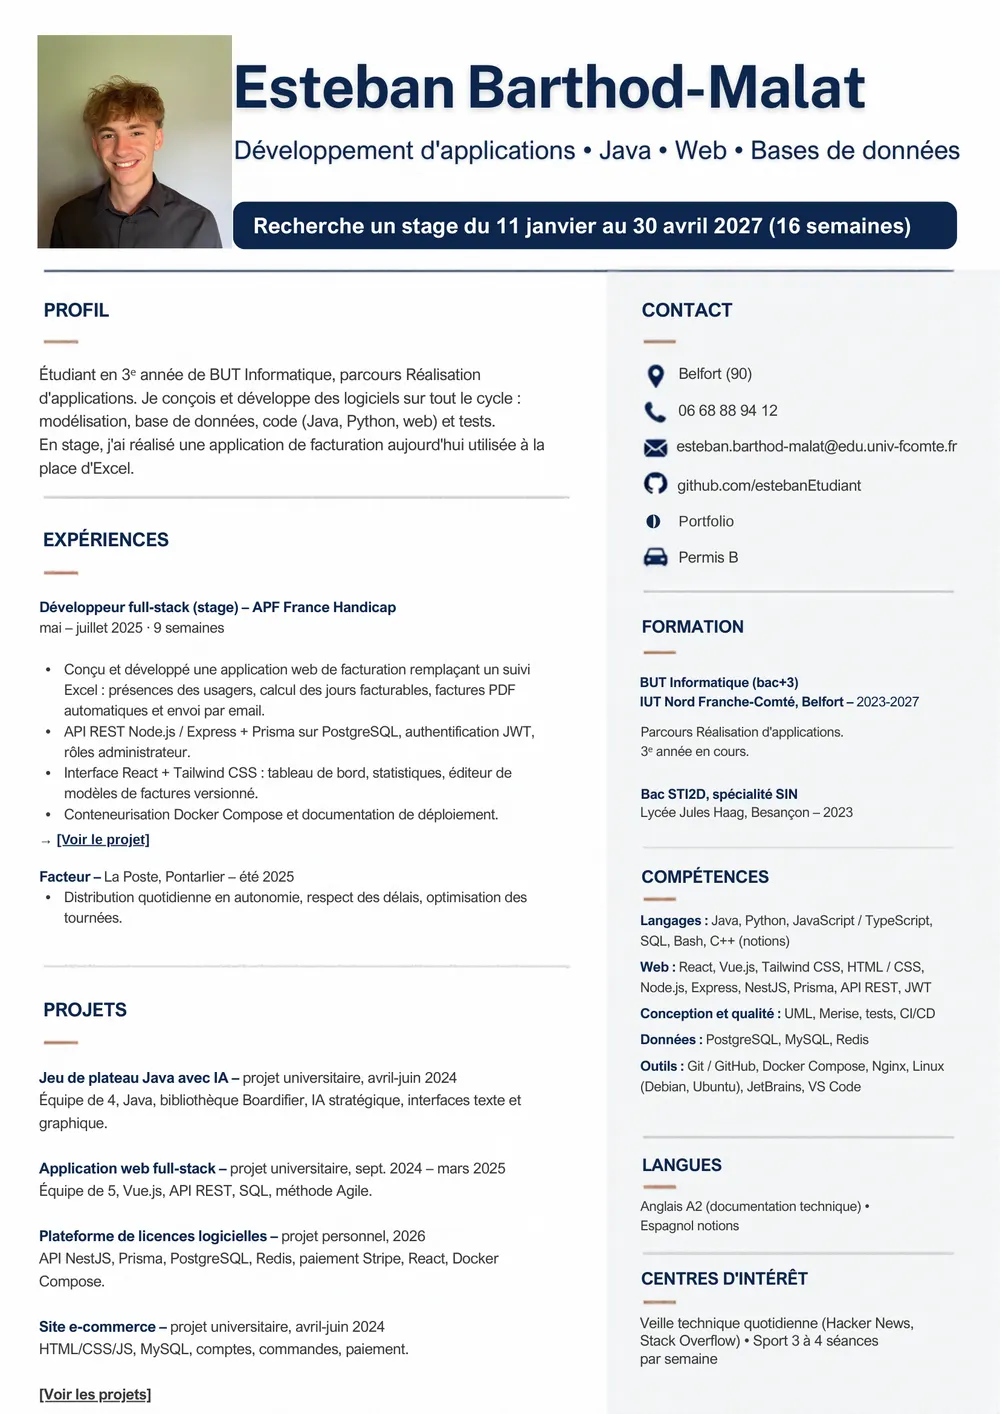 Esteban Barthod-Malat
Développement d'applications • Java • Web • Bases de données
Recherche un stage du 11 janvier au 30 avril 2027 (16 semaines)
PROFIL
Étudiant en 3ᵉ année de BUT Informatique, parcours Réalisation
d'applications. Je conçois et développe des logiciels sur tout le cycle :
modélisation, base de données, code (Java, Python, web) et tests.
En stage, j'ai réalisé une application de facturation aujourd'hui utilisée à la
place d'Excel.
EXPÉRIENCES
Développeur full-stack (stage) – APF France Handicap
mai – juillet 2025 · 9 semaines
• Conçu et développé une application web de facturation remplaçant un suivi
Excel : présences des usagers, calcul des jours facturables, factures PDF
automatiques et envoi par email.
• API REST Node.js / Express + Prisma sur PostgreSQL, authentification JWT,
rôles administrateur.
• Interface React + Tailwind CSS : tableau de bord, statistiques, éditeur de
modèles de factures versionné.
• Conteneurisation Docker Compose et documentation de déploiement.
→ [Voir le projet]
Facteur – La Poste, Pontarlier – été 2025
• Distribution quotidienne en autonomie, respect des délais, optimisation des
tournées.
PROJETS
Jeu de plateau Java avec IA – projet universitaire, avril-juin 2024
Équipe de 4, Java, bibliothèque Boardifier, IA stratégique, interfaces texte et
graphique.
Application web full-stack – projet universitaire, sept. 2024 – mars 2025
Équipe de 5, Vue.js, API REST, SQL, méthode Agile.
Plateforme de licences logicielles – projet personnel, 2026
API NestJS, Prisma, PostgreSQL, Redis, paiement Stripe, React, Docker
Compose.
Site e-commerce – projet universitaire, avril-juin 2024
HTML/CSS/JS, MySQL, comptes, commandes, paiement.
[Voir les projets]
CONTACT
Belfort (90)
06 68 88 94 12
esteban.barthod-malat@edu.univ-fcomte.fr
github.com/estebanEtudiant
Portfolio
Permis B
FORMATION
BUT Informatique (bac+3)
IUT Nord Franche-Comté, Belfort – 2023-2027
Parcours Réalisation d'applications.
3ᵉ année en cours.
Bac STI2D, spécialité SIN
Lycée Jules Haag, Besançon – 2023
COMPÉTENCES
Langages : Java, Python, JavaScript / TypeScript,
SQL, Bash, C++ (notions)
Web : React, Vue.js, Tailwind CSS, HTML / CSS,
Node.js, Express, NestJS, Prisma, API REST, JWT
Conception et qualité : UML, Merise, tests, CI/CD
Données : PostgreSQL, MySQL, Redis
Outils : Git / GitHub, Docker Compose, Nginx, Linux
(Debian, Ubuntu), JetBrains, VS Code
LANGUES
Anglais A2 (documentation technique) •
Espagnol notions
CENTRES D'INTÉRÊT
Veille technique quotidienne (Hacker News,
Stack Overflow) • Sport 3 à 4 séances
par semaine